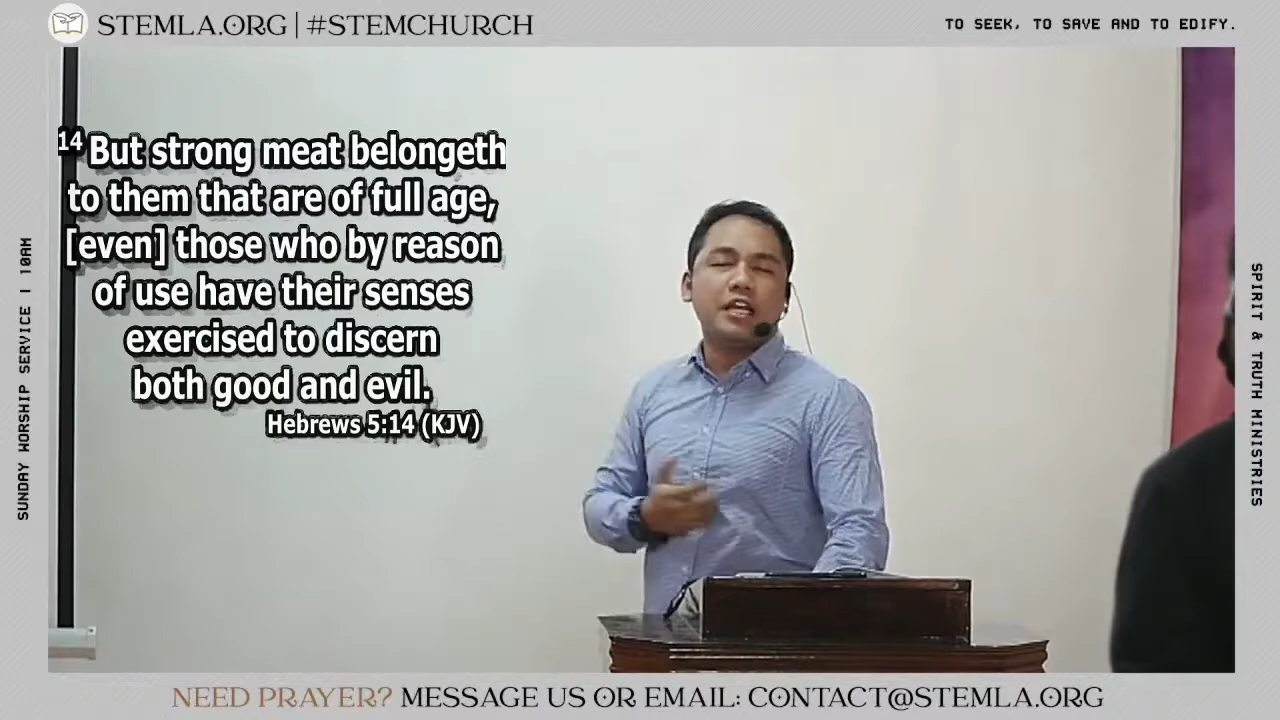 STEMLA.ORG | #STEMCHURCH
TO SEEK, TO SAVE AND TO EDIFY.
14 But strong meat belongeth
to them that are of full age,
[even] those who by reason
of use have their senses
exercised to discern
both good and evil.
Hebrews 5:14 (KJV)
SUNDAY WORSHIP SERVICE | 10AM
SPIRIT & TRUTH MINISTRIES
NEED PRAYER? MESSAGE US OR EMAIL: CONTACT@STEMLA.ORG